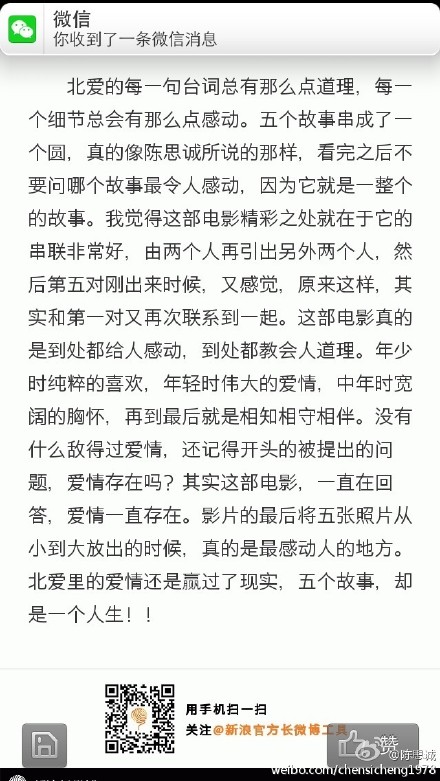 微信
你收到了一条微信消息
北爱的每一句台词总有那么点道理，每一
个细节总会有那么点感动。五个故事串成了一
个圆，真的像陈思诚所说的那样，看完之后不
要问哪个故事最令人感动，因为它就是一整个
的故事。我觉得这部电影精彩之处就在于它的
串联非常好，由两个人再引出另外两个人，然
后第五对刚出来时候，又感觉，原来这样，其
实和第一对又再次联系到一起。这部电影真的
是到处都给人感动，到处都教会人道理。年少
时纯粹的喜欢，年轻时伟大的爱情，中年时宽
阔的胸怀，再到最后就是相知相守相伴。没有
什么敌得过爱情，还记得开头的被提出的问
题，爱情存在吗？其实这部电影，一直在回
答，爱情一直存在。影片的最后将五张照片从
小到大放出的时候，真的是最感动人的地方。
北爱里的爱情还是赢过了现实，五个故事，却
是一个人生！！
用手机扫一扫
关注@新浪官方长微博工具
赞
@陈思诚
weibo.com/chensicheng1978